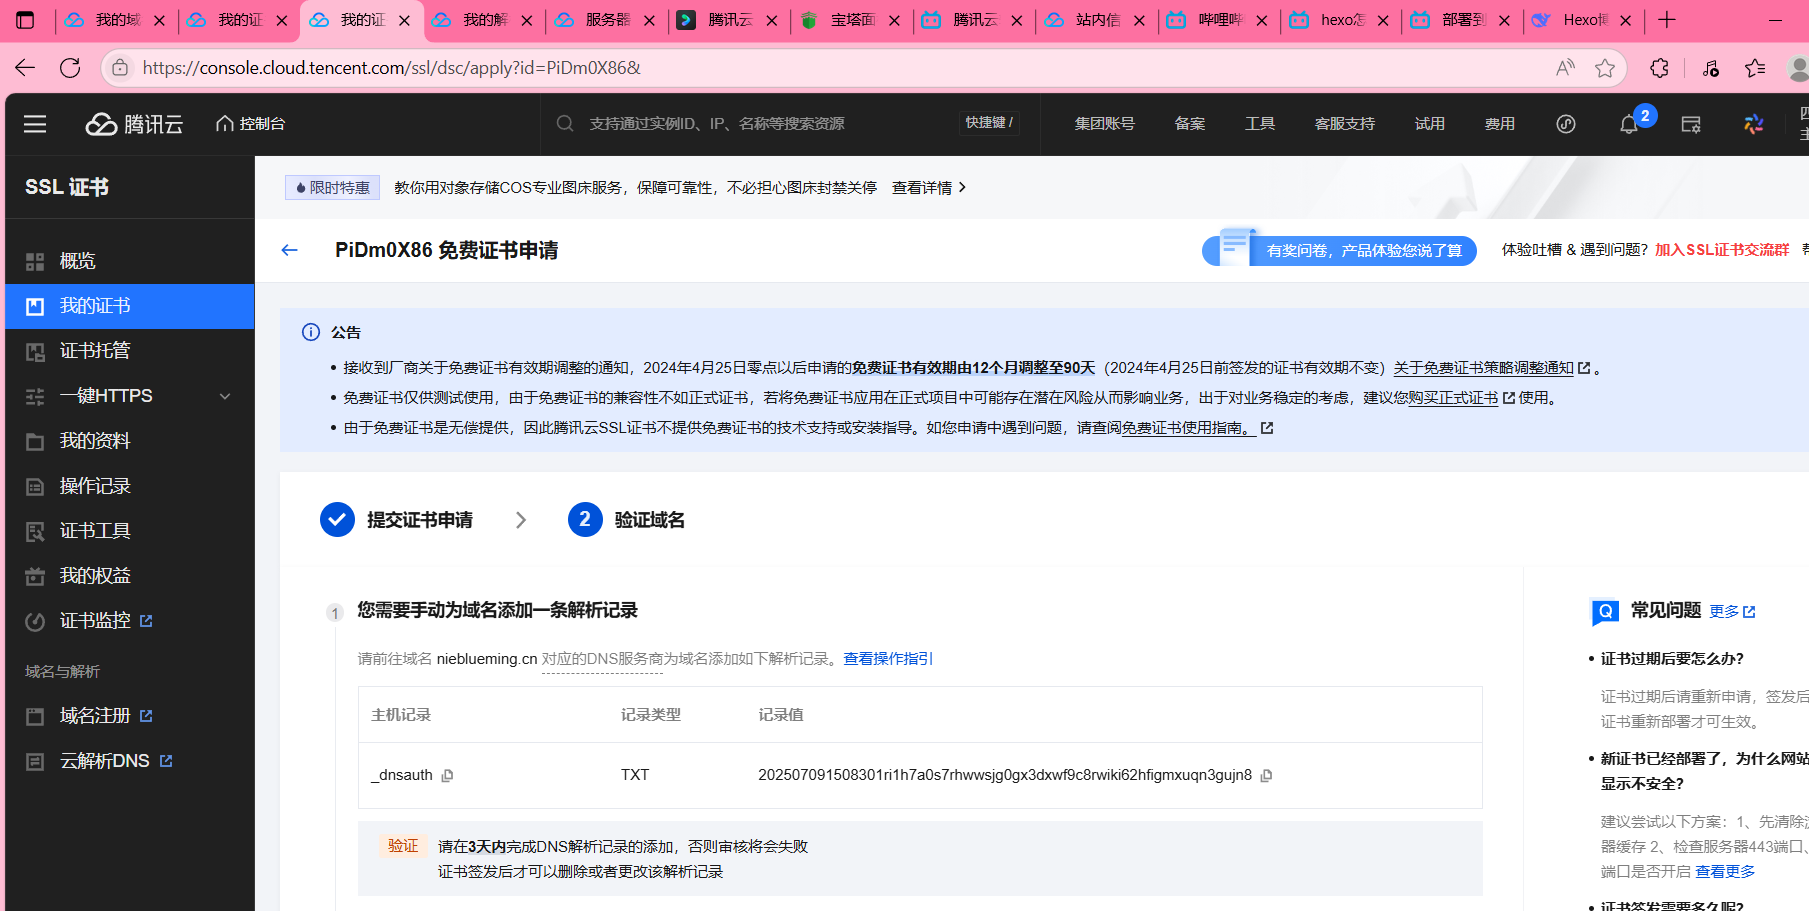 我的域
我的证
我的证
我的解
服务器
腾讯云
宝塔面
腾讯云
站内信
哔哩哔
hexo怎
部署到
Hexo博
https://console.cloud.tencent.com/ssl/dsc/apply?id=PiDm0X86&
腾讯云
控制台
支持通过实例ID、IP、名称等搜索资源
快捷键 /
集团账号
备案
工具
客服支持
试用
费用
2
SSL 证书
限时特惠
教你用对象存储COS专业图床服务，保障可靠性，不必担心图床封禁关停
查看详情
概览
我的证书
证书托管
一键HTTPS
我的资料
操作记录
证书工具
我的权益
证书监控
域名与解析
域名注册
云解析DNS
PiDm0X86 免费证书申请
有奖问卷，产品体验您说了算
体验吐槽 & 遇到问题？加入SSL证书交流群
公告
• 接收到厂商关于免费证书有效期调整的通知，2024年4月25日零点以后申请的免费证书有效期由12个月调整至90天（2024年4月25日前签发的证书有效期不变）关于免费证书策略调整通知 。
• 免费证书仅供测试使用，由于免费证书的兼容性不如正式证书，若将免费证书应用在正式项目中可能存在潜在风险从而影响业务，出于对业务稳定的考虑，建议您购买正式证书 使用。
• 由于免费证书是无偿提供，因此腾讯云SSL证书不提供免费证书的技术支持或安装指导。如您申请中遇到问题，请查阅免费证书使用指南。
提交证书申请
2 验证域名
1 您需要手动为域名添加一条解析记录
请前往域名 nieblueming.cn 对应的DNS服务商为域名添加如下解析记录。查看操作指引
主机记录 记录类型 记录值
_dnsauth TXT 202507091508301ri1h7a0s7rhwwsjg0gx3dxwf9c8rwiki62hfigmxuqn3gujn8
验证 请在3天内完成DNS解析记录的添加，否则审核将会失败
证书签发后才可以删除或者更改该解析记录
常见问题 更多
• 证书过期后要怎么办？
证书过期后请重新申请，签发后
证书重新部署才可生效。
• 新证书已经部署了，为什么网站
显示不安全？
建议尝试以下方案：1、先清除浏
器缓存 2、检查服务器443端口、
端口是否开启 查看更多
• 证书签发需要多久呢？